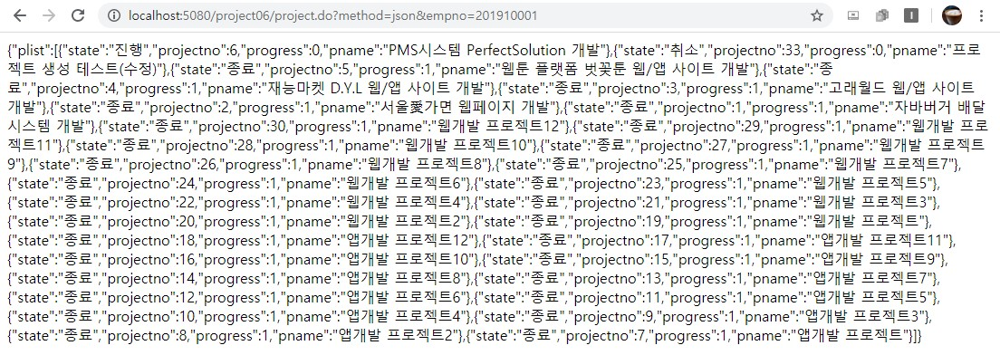 localhost:5080/project06/project.do?method=json&empno=201910001
{"plist":[{"state":"진행","projectno":6,"progress":0,"pname":"PMS시스템 PerfectSolution 개발"},{"state":"취소","projectno":33,"progress":0,"pname":"프로
젝트 생성 테스트(수정)"},{"state":"종료","projectno":5,"progress":1,"pname":"웹툰 플랫폼 벗꽃툰 웹/앱 사이트 개발"},{"state":"종
료","projectno":4,"progress":1,"pname":"재능마켓 D.Y.L 웹/앱 사이트 개발"},{"state":"종료","projectno":3,"progress":1,"pname":"고래월드 웹/앱 사이트
개발"},{"state":"종료","projectno":2,"progress":1,"pname":"서울愛가면 웹페이지 개발"},{"state":"종료","projectno":1,"progress":1,"pname":"자바버거 배달
시스템 개발"},{"state":"종료","projectno":30,"progress":1,"pname":"웹개발 프로젝트12"},{"state":"종료","projectno":29,"progress":1,"pname":"웹개발 프로
젝트11"},{"state":"종료","projectno":28,"progress":1,"pname":"웹개발 프로젝트10"},{"state":"종료","projectno":27,"progress":1,"pname":"웹개발 프로젝트
9"},{"state":"종료","projectno":26,"progress":1,"pname":"웹개발 프로젝트8"},{"state":"종료","projectno":25,"progress":1,"pname":"웹개발 프로젝트7"},
{"state":"종료","projectno":24,"progress":1,"pname":"웹개발 프로젝트6"},{"state":"종료","projectno":23,"progress":1,"pname":"웹개발 프로젝트5"},
{"state":"종료","projectno":22,"progress":1,"pname":"웹개발 프로젝트4"},{"state":"종료","projectno":21,"progress":1,"pname":"웹개발 프로젝트3"},
{"state":"종료","projectno":20,"progress":1,"pname":"웹개발 프로젝트2"},{"state":"종료","projectno":19,"progress":1,"pname":"웹개발 프로젝트"},
{"state":"종료","projectno":18,"progress":1,"pname":"앱개발 프로젝트12"},{"state":"종료","projectno":17,"progress":1,"pname":"앱개발 프로젝트11"},
{"state":"종료","projectno":16,"progress":1,"pname":"앱개발 프로젝트10"},{"state":"종료","projectno":15,"progress":1,"pname":"앱개발 프로젝트9"},
{"state":"종료","projectno":14,"progress":1,"pname":"앱개발 프로젝트8"},{"state":"종료","projectno":13,"progress":1,"pname":"앱개발 프로젝트7"},
{"state":"종료","projectno":12,"progress":1,"pname":"앱개발 프로젝트6"},{"state":"종료","projectno":11,"progress":1,"pname":"앱개발 프로젝트5"},
{"state":"종료","projectno":10,"progress":1,"pname":"앱개발 프로젝트4"},{"state":"종료","projectno":9,"progress":1,"pname":"앱개발 프로젝트3"},
{"state":"종료","projectno":8,"progress":1,"pname":"앱개발 프로젝트2"},{"state":"종료","projectno":7,"progress":1,"pname":"앱개발 프로젝트"}]}